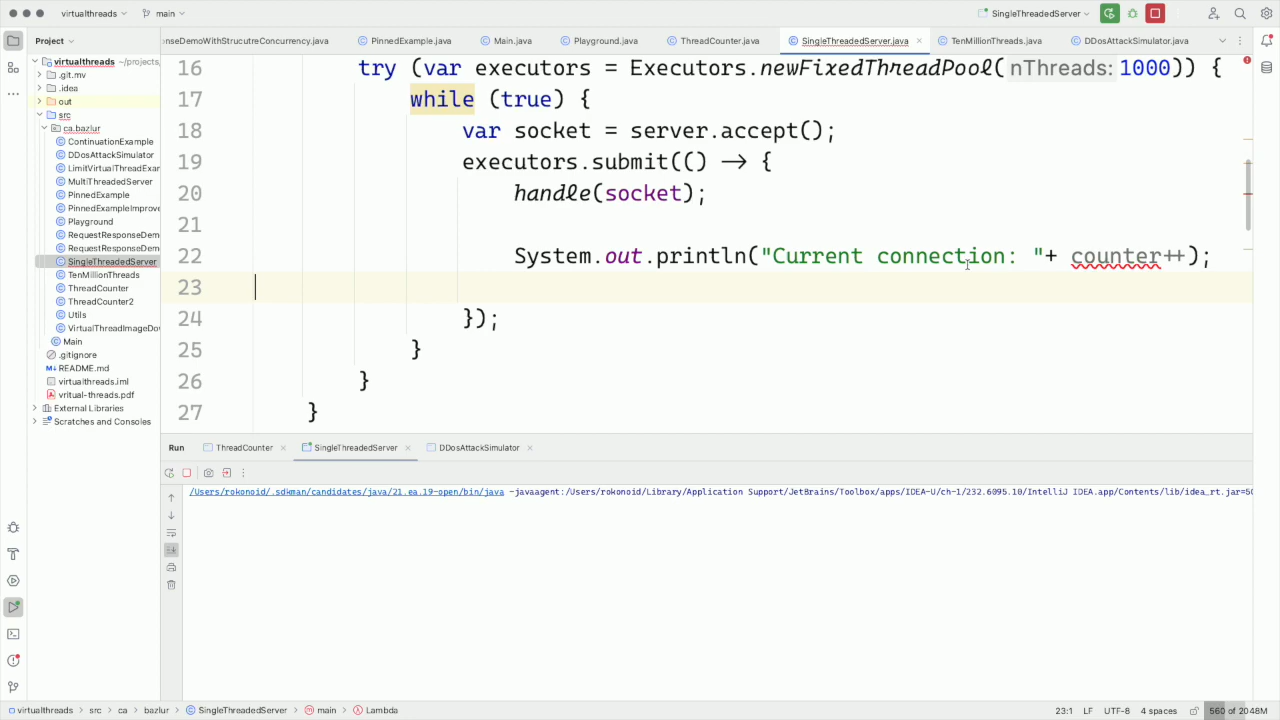 virtualthreads
main
SingleThreadedServer
Project
nseDemoWithStrucutreConcurrency.java
PinnedExample.java
Main.java
Playground.java
ThreadCounter.java
SingleThreadedServer.java
TenMillionThreads.java
DDosAttackSimulator.java
virtualthreads ~/projects,
.git.mv
.idea
out
src
ca.bazlur
ContinuationExample
DDosAttackSimulator
LimitVirtualThreadExar
MultiThreadedServer
PinnedExample
PinnedExampleImprove
Playground
RequestResponseDem
RequestResponseDem
SingleThreadedServer
TenMillionThreads
ThreadCounter
ThreadCounter2
Utils
VirtualThreadImageDov
Main
.gitignore
README.md
virtualthreads.iml
vritual-threads.pdf
External Libraries
Scratches and Consoles
16 try (var executors = Executors.newFixedThreadPool( nThreads: 1000)) {
17 while (true) {
18 var socket = server.accept();
19 executors.submit(() -> {
20 handle(socket);
21
22 System.out.println("Current connection: "+ counter++);
23
24 });
25 }
26 }
27 }
Run
ThreadCounter
SingleThreadedServer
DDosAttackSimulator
/Users/rokonoid/.sdkman/candidates/java/21.ea.19-open/bin/java -javaagent:/Users/rokonoid/Library/Application Support/JetBrains/Toolbox/apps/IDEA-U/ch-1/232.6095.10/IntelliJ IDEA.app/Contents/lib/idea_rt.jar=50
virtualthreads > src > ca > bazlur > SingleThreadedServer > main > Lambda
23:1 LF UTF-8 4 spaces 560 of 2048M